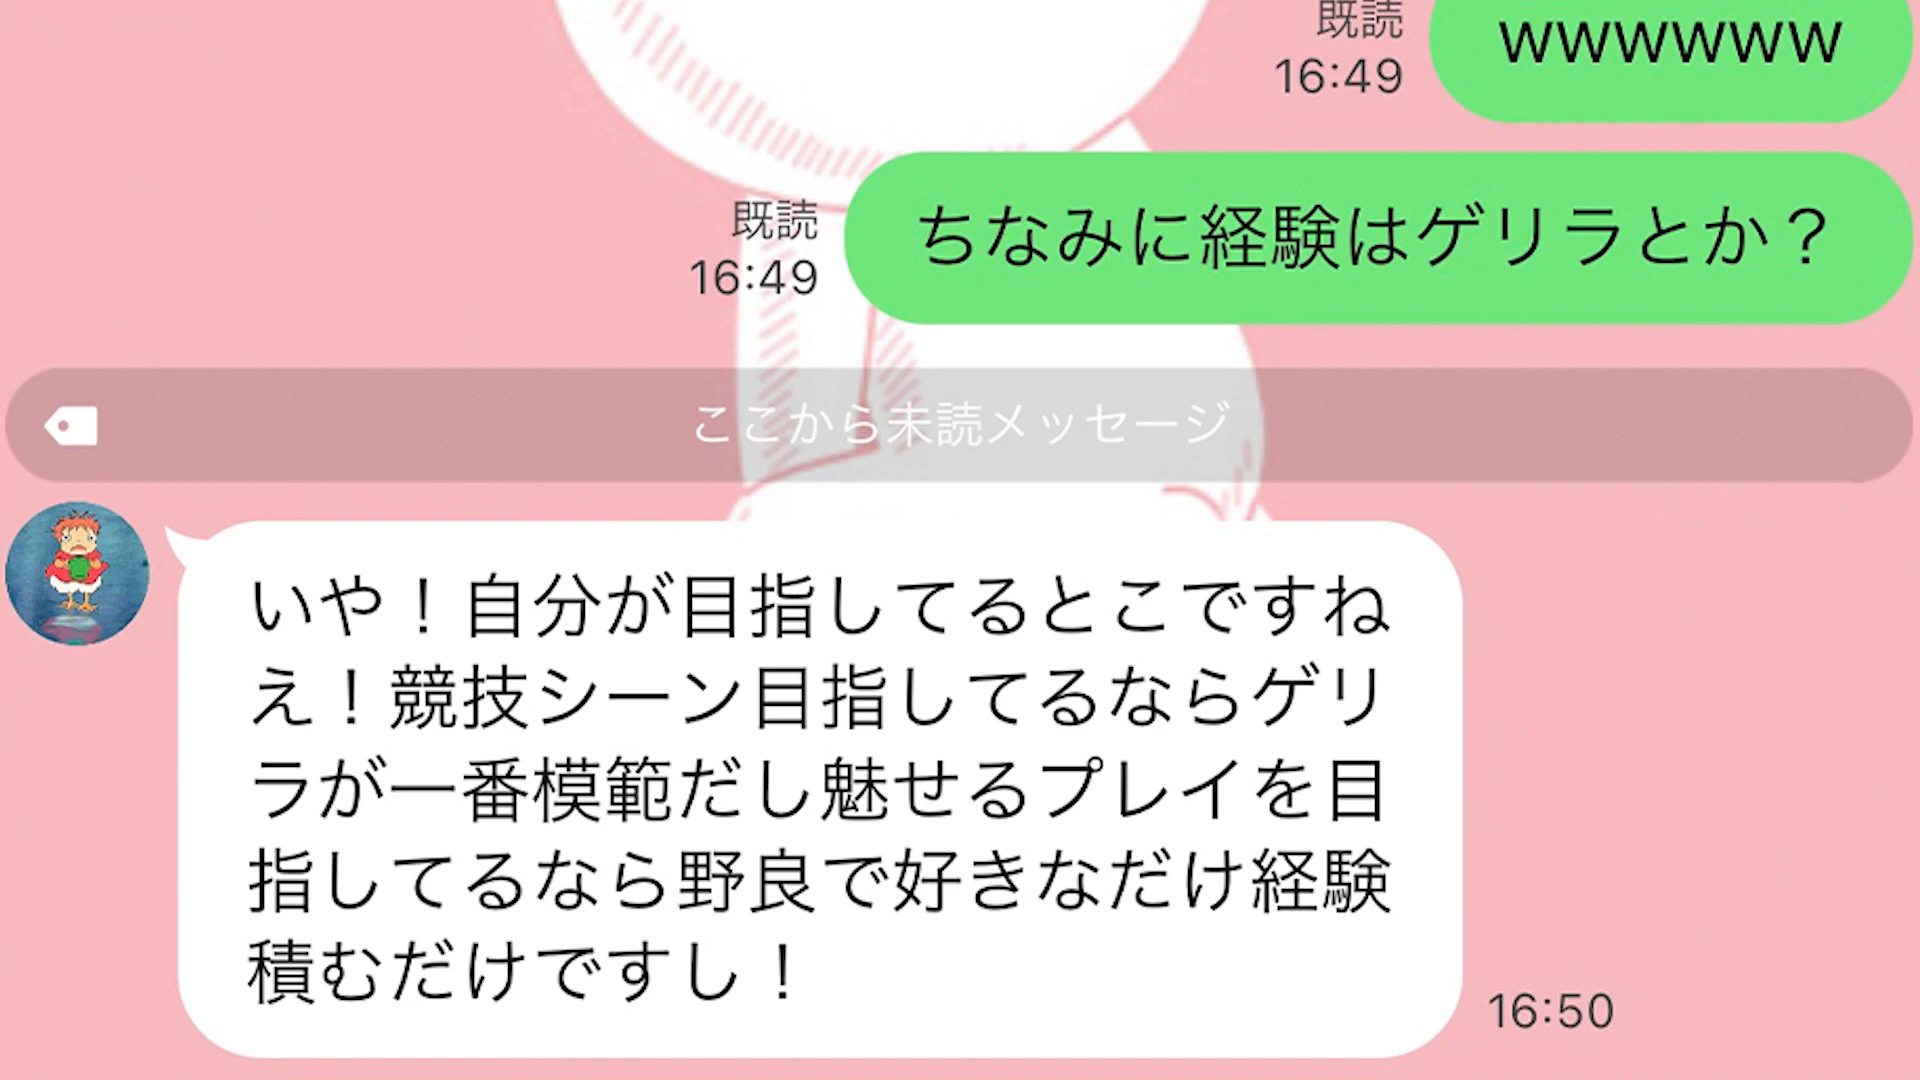 既読
16:49
wwwwww
既読
16:49
ちなみに経験はゲリラとか？
ここから未読メッセージ
いや！自分が目指してるとこですね
え！競技シーン目指してるならゲリ
ラが一番模範だし魅せるプレイを目
指してるなら野良で好きなだけ経験
積むだけですし！
16:50